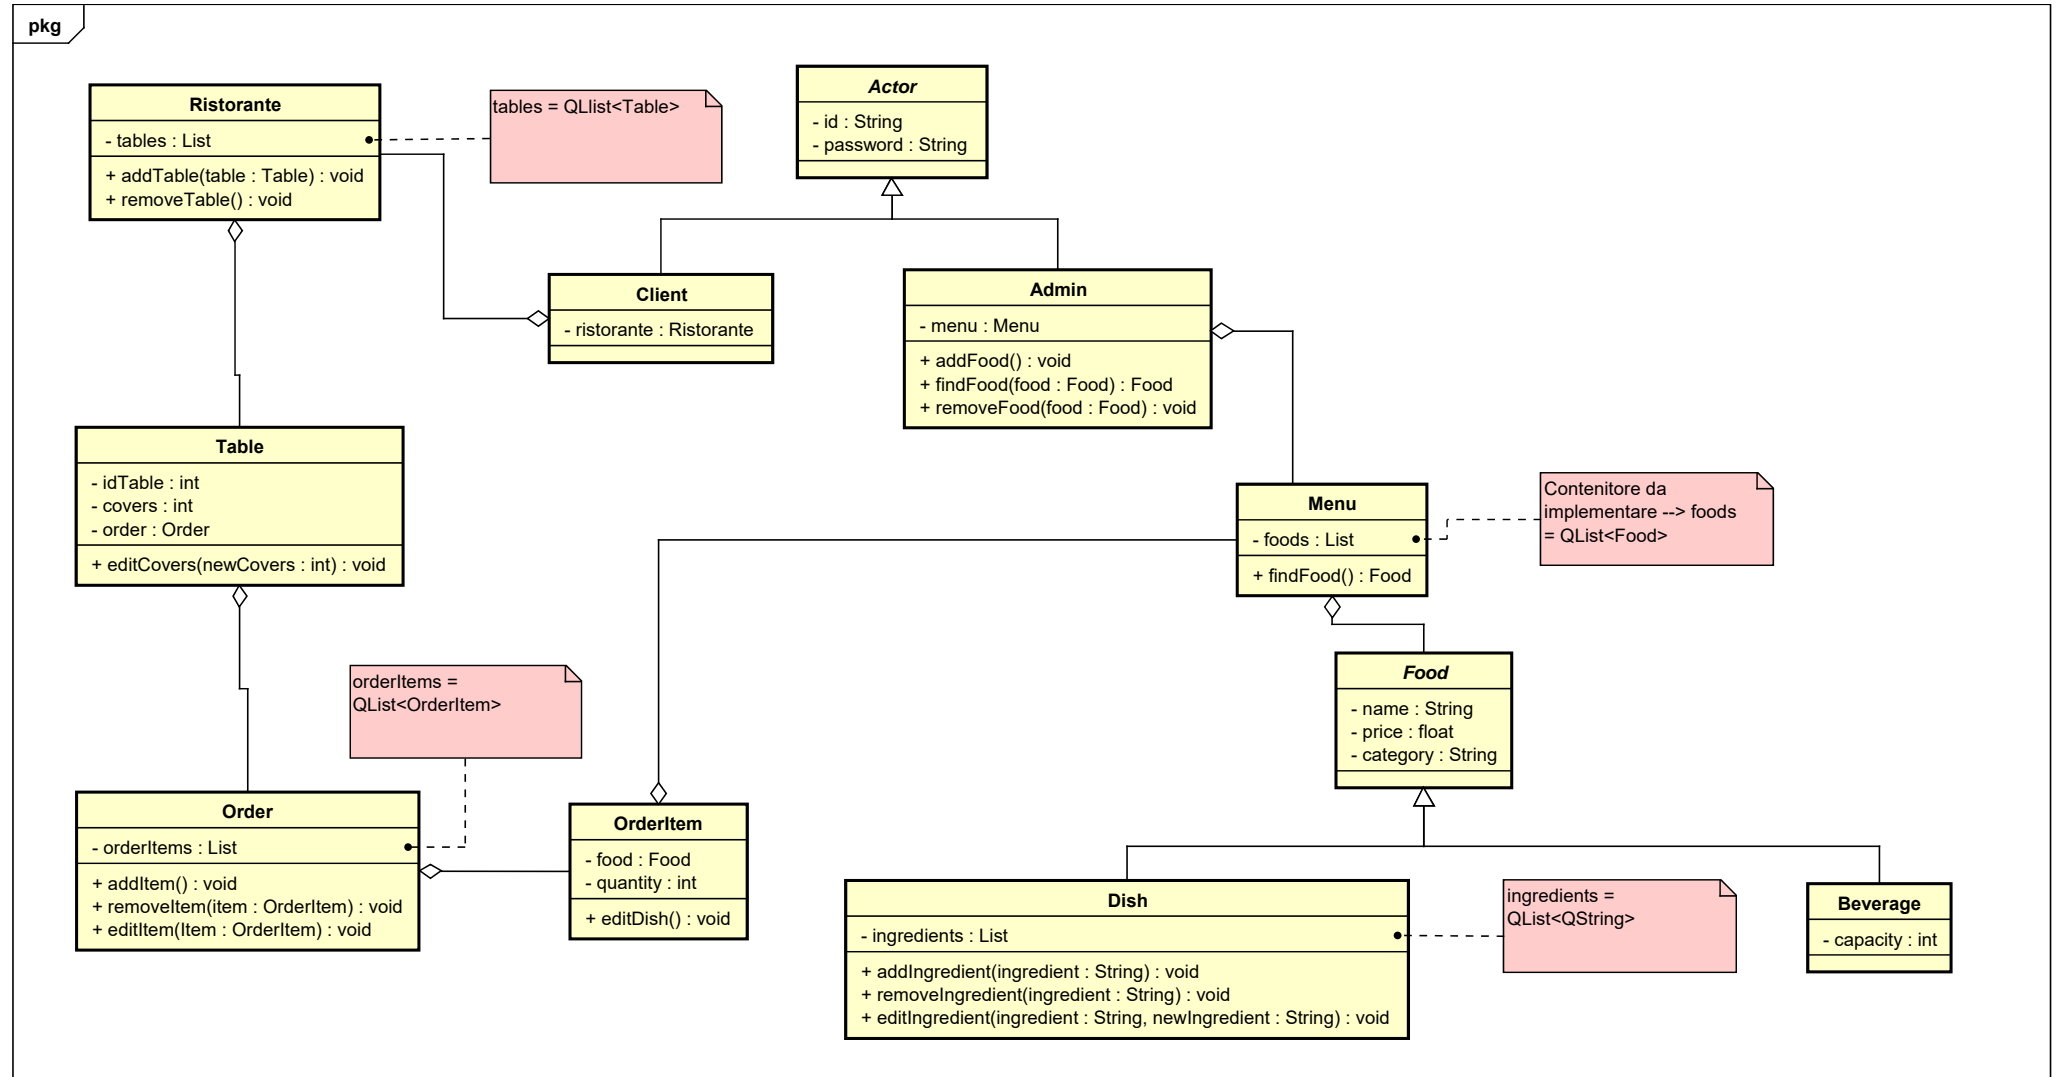 pkg
Ristorante
- tables : List
+ addTable(table : Table) : void
+ removeTable() : void
tables = QLlist<Table>
Actor
- id : String
- password : String
Client
- ristorante : Ristorante
Admin
- menu : Menu
+ addFood() : void
+ findFood(food : Food) : Food
+ removeFood(food : Food) : void
Table
- idTable : int
- covers : int
- order : Order
+ editCovers(newCovers : int) : void
Menu
- foods : List
+ findFood() : Food
Contenitore da
implementare --> foods
= QList<Food>
orderItems =
QList<OrderItem>
Food
- name : String
- price : float
- category : String
Order
- orderItems : List
+ addItem() : void
+ removeItem(item : OrderItem) : void
+ editItem(Item : OrderItem) : void
OrderItem
- food : Food
- quantity : int
+ editDish() : void
Dish
- ingredients : List
+ addIngredient(ingredient : String) : void
+ removeIngredient(ingredient : String) : void
+ editIngredient(ingredient : String, newIngredient : String) : void
ingredients =
QList<QString>
Beverage
- capacity : int